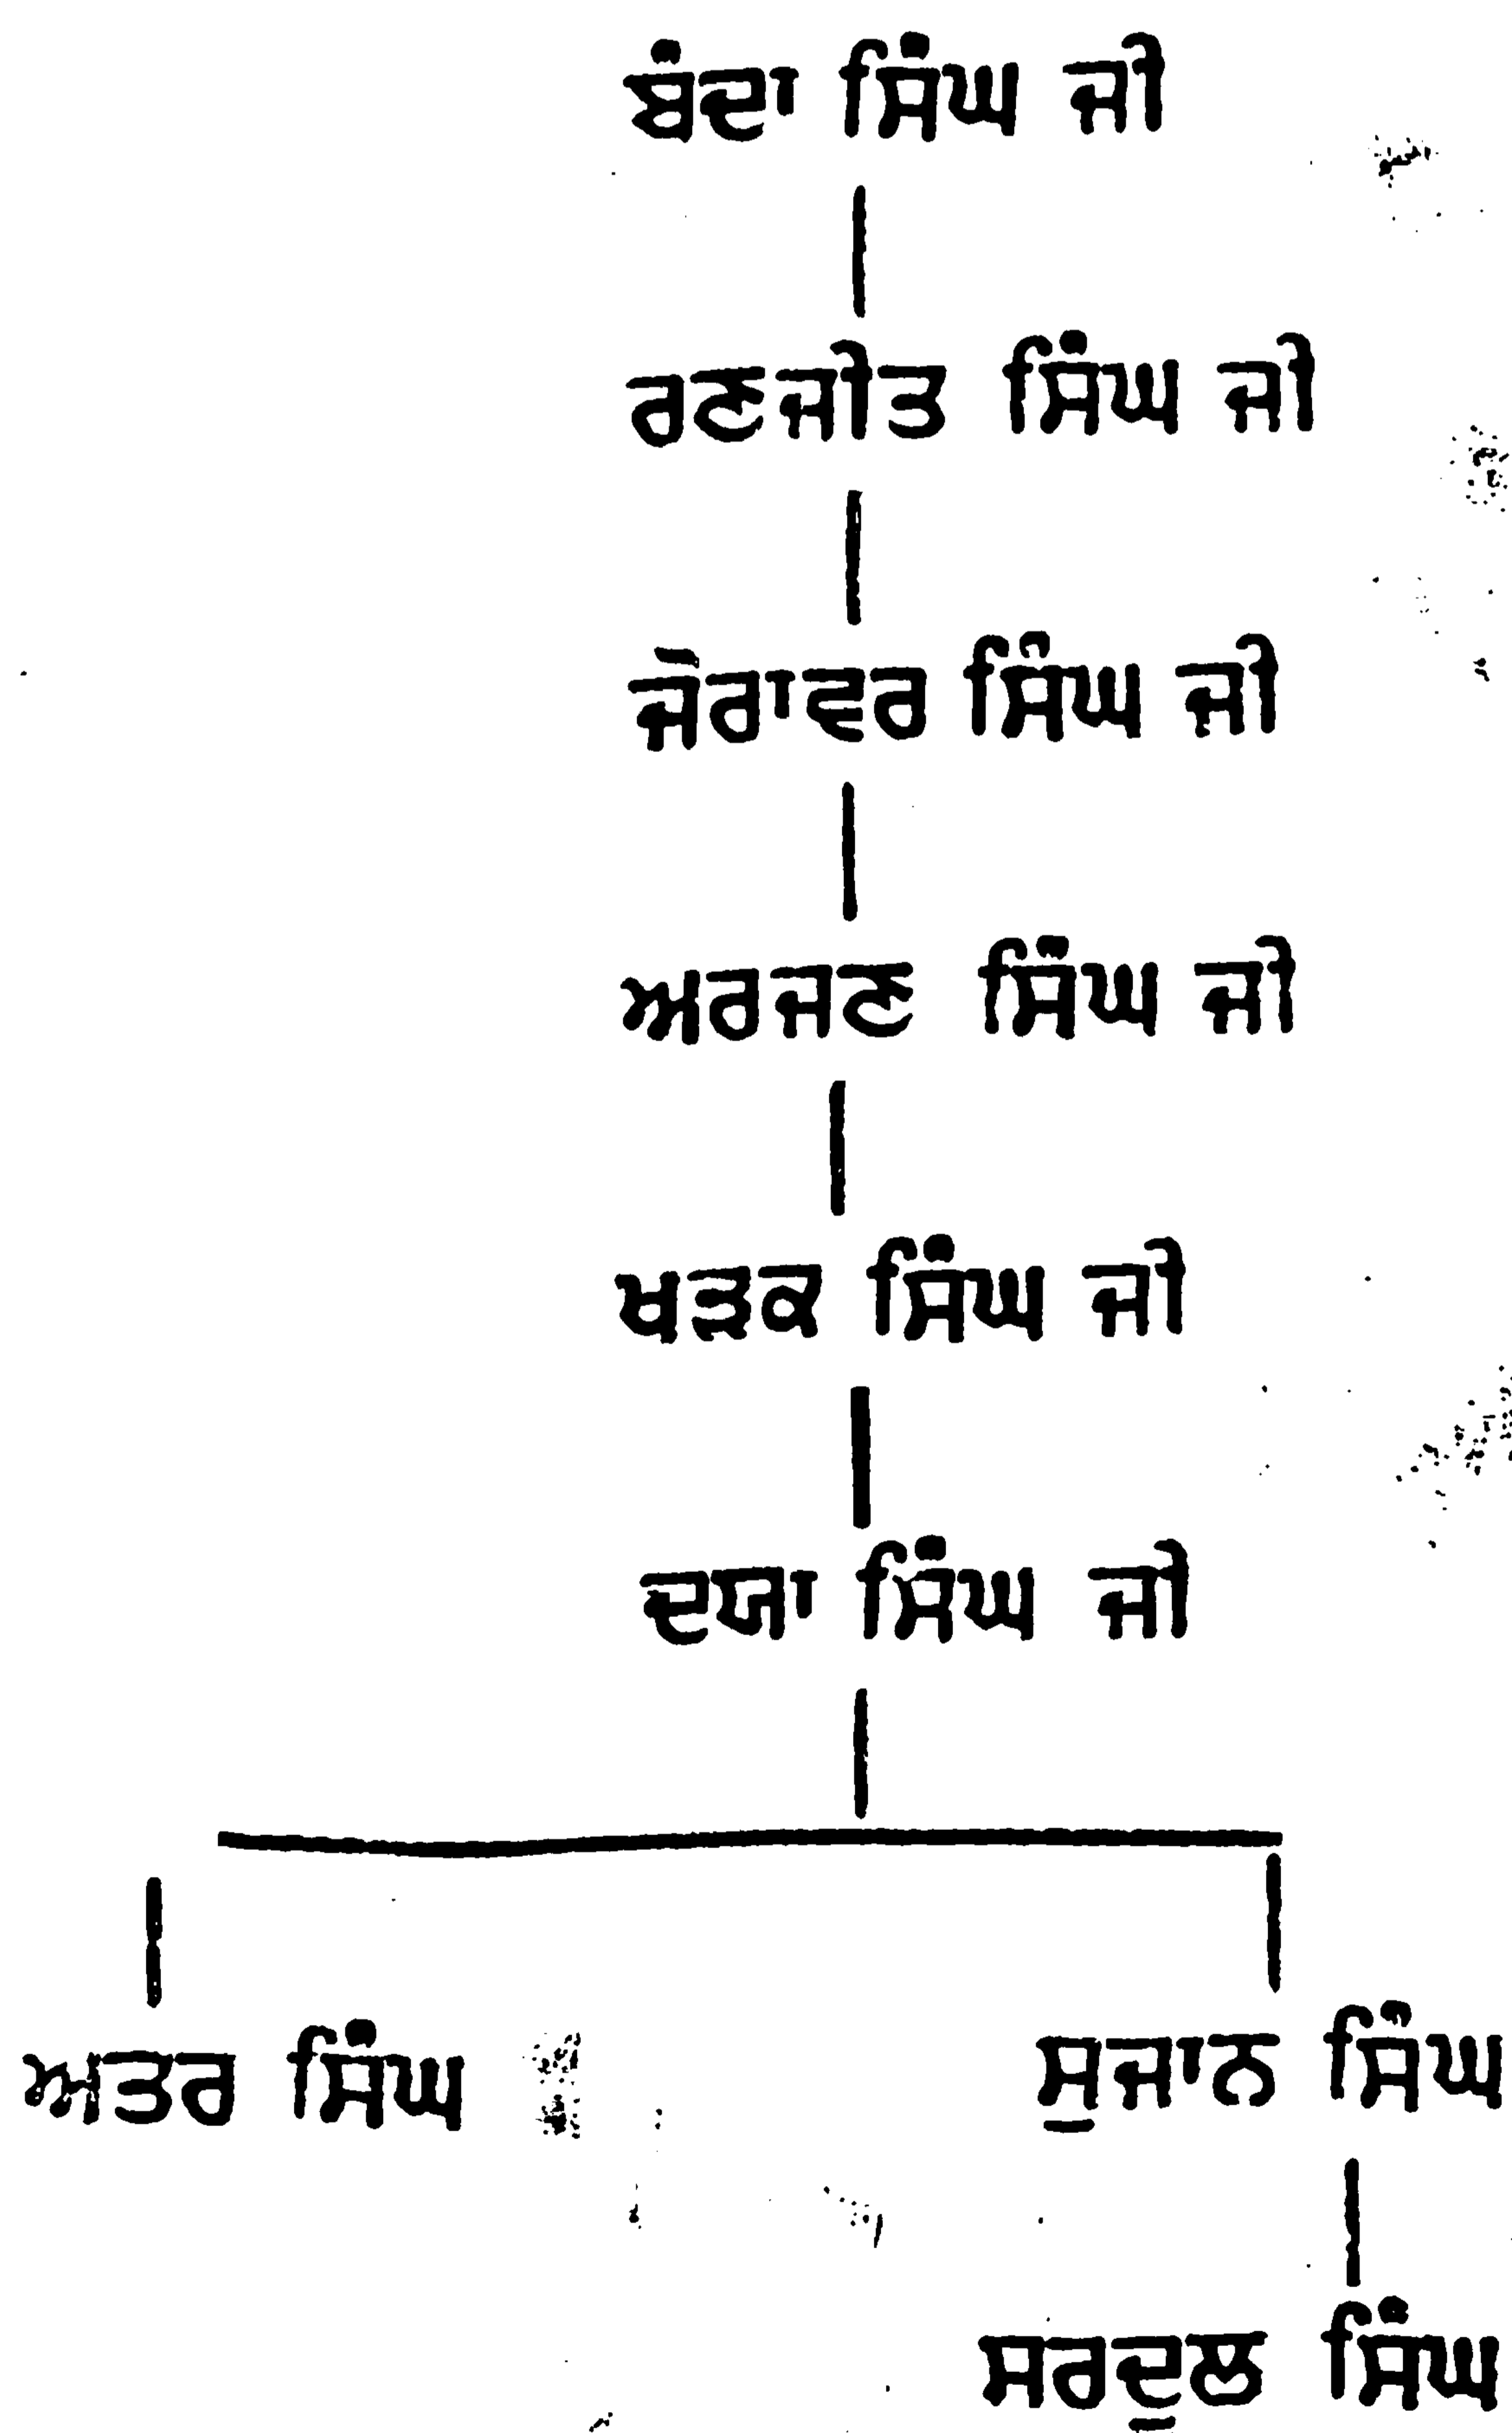 ਬੰਦਾ ਸਿੰਘ ਜੀ
ਰਣਜੀਤ ਸਿੰਘ ਜੀ
ਜੋਰਾਵਰ ਸਿੰਘ ਜੀ
ਅਰਜਣ ਸਿੰਘ ਜੀ
ਖੜਕ ਸਿੰਘ ਜੀ
ਦਯਾ ਸਿੰਘ ਜੀ
ਅਤਰ ਸਿੰਘ ਸੁਜਾਨ ਸਿੰਘ
ਸਰਦੁਲ ਸਿੰਘ